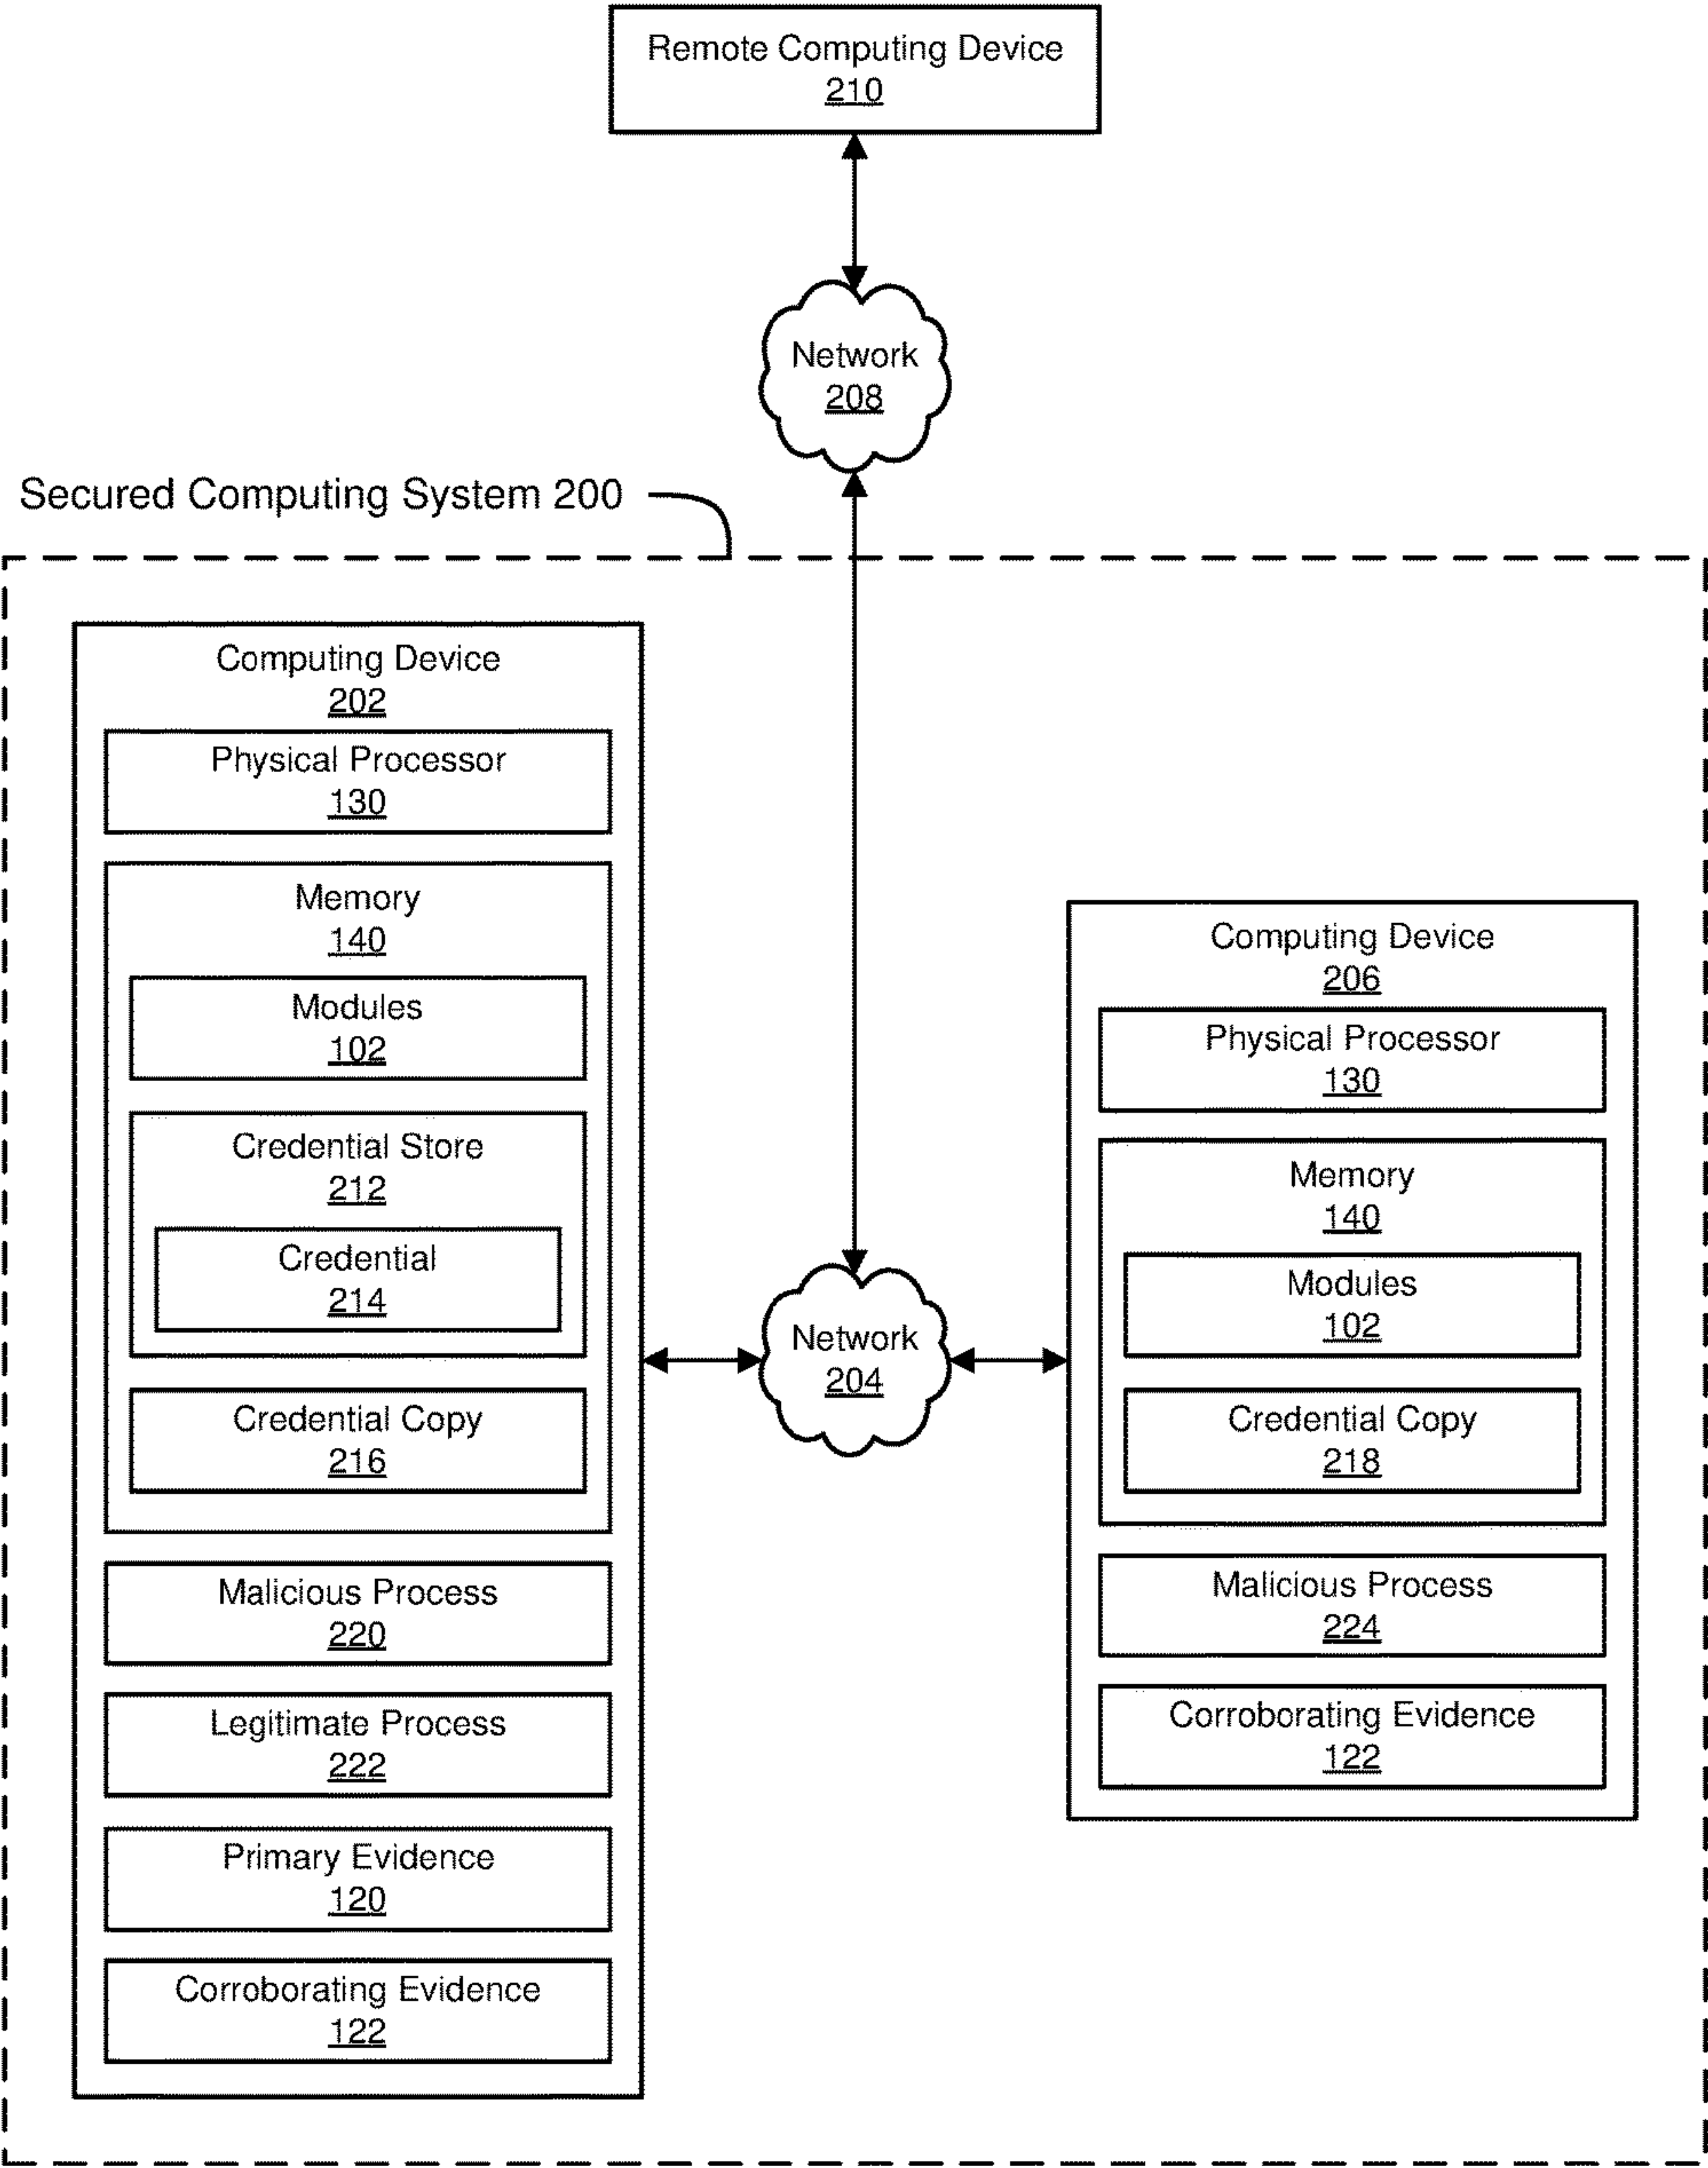 Remote Computing Device
210
Network
208
Secured Computing System 200
Computing Device
202
Physical Processor
130
Memory
140
Modules
102
Credential Store
212
Credential
214
Credential Copy
216
Malicious Process
220
Legitimate Process
222
Primary Evidence
120
Corroborating Evidence
122
Network
204
Computing Device
206
Physical Processor
130
Memory
140
Modules
102
Credential Copy
218
Malicious Process
224
Corroborating Evidence
122